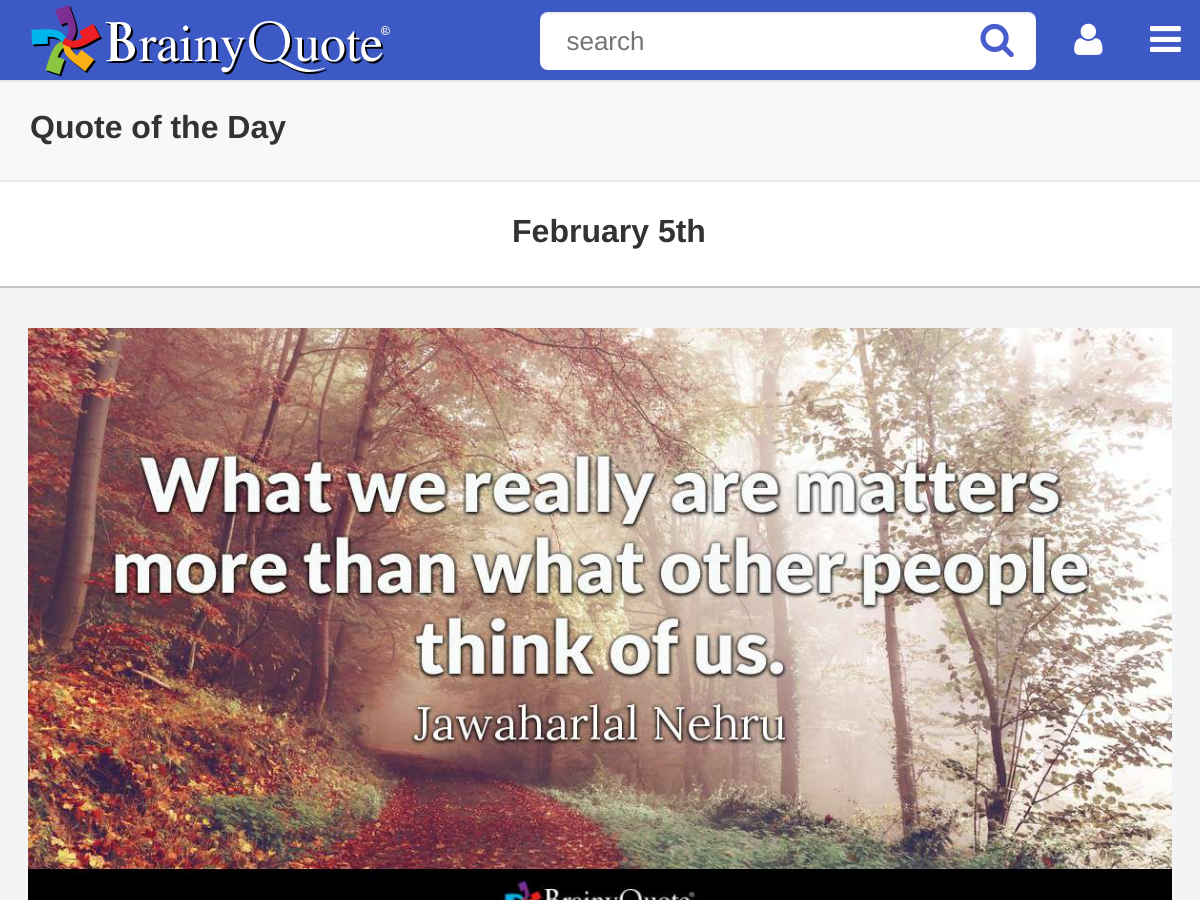 BrainyQuote®
search
Quote of the Day
February 5th
What we really are matters
more than what other people
think of us.
Jawaharlal Nehru
BrainyQuote®